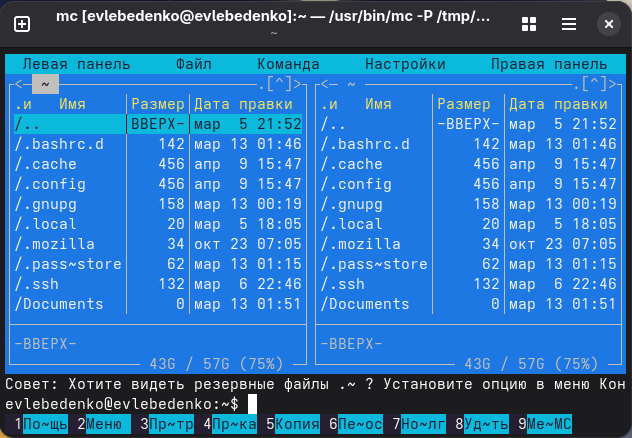 mc [evlebedenko@evlebedenko]:~ — /usr/bin/mc -P /tmp/...
~
Левая панель Файл Команда Настройки Правая панель
<— ~ .[^]> <— ~ .[^]>
.и Имя Размер Дата правки .и Имя Размер Дата правки
/.. ВВЕРХ- мар 5 21:52 /.. -ВВЕРХ- мар 5 21:52
/.bashrc.d 142 мар 13 01:46 /.bashrc.d 142 мар 13 01:46
/.cache 456 апр 9 15:47 /.cache 456 апр 9 15:47
/.config 456 апр 9 15:47 /.config 456 апр 9 15:47
/.gnupg 158 мар 13 00:19 /.gnupg 158 мар 13 00:19
/.local 20 мар 5 18:05 /.local 20 мар 5 18:05
/.mozilla 34 окт 23 07:05 /.mozilla 34 окт 23 07:05
/.pass~store 62 мар 13 01:15 /.pass~store 62 мар 13 01:15
/.ssh 132 мар 6 22:46 /.ssh 132 мар 6 22:46
/Documents 0 мар 13 01:51 /Documents 0 мар 13 01:51
-ВВЕРХ- -ВВЕРХ-
43G / 57G (75%) 43G / 57G (75%)
Совет: Хотите видеть резервные файлы .~ ? Установите опцию в меню Кон
evlebedenko@evlebedenko:~$
1По~щь 2Меню 3Пр~тр 4Пр~ка 5Копия 6Пе~ос 7Но~лг 8Уд~ть 9Ме~МС